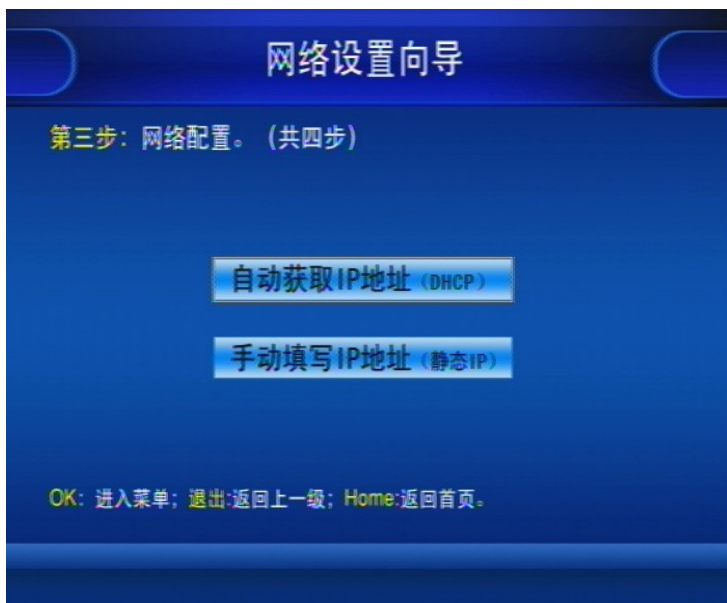 网络设置向导
第三步：网络配置。（共四步）
自动获取IP地址（DHCP）
手动填写IP地址（静态IP）
OK：进入菜单；退出:返回上一级；Home:返回首页。